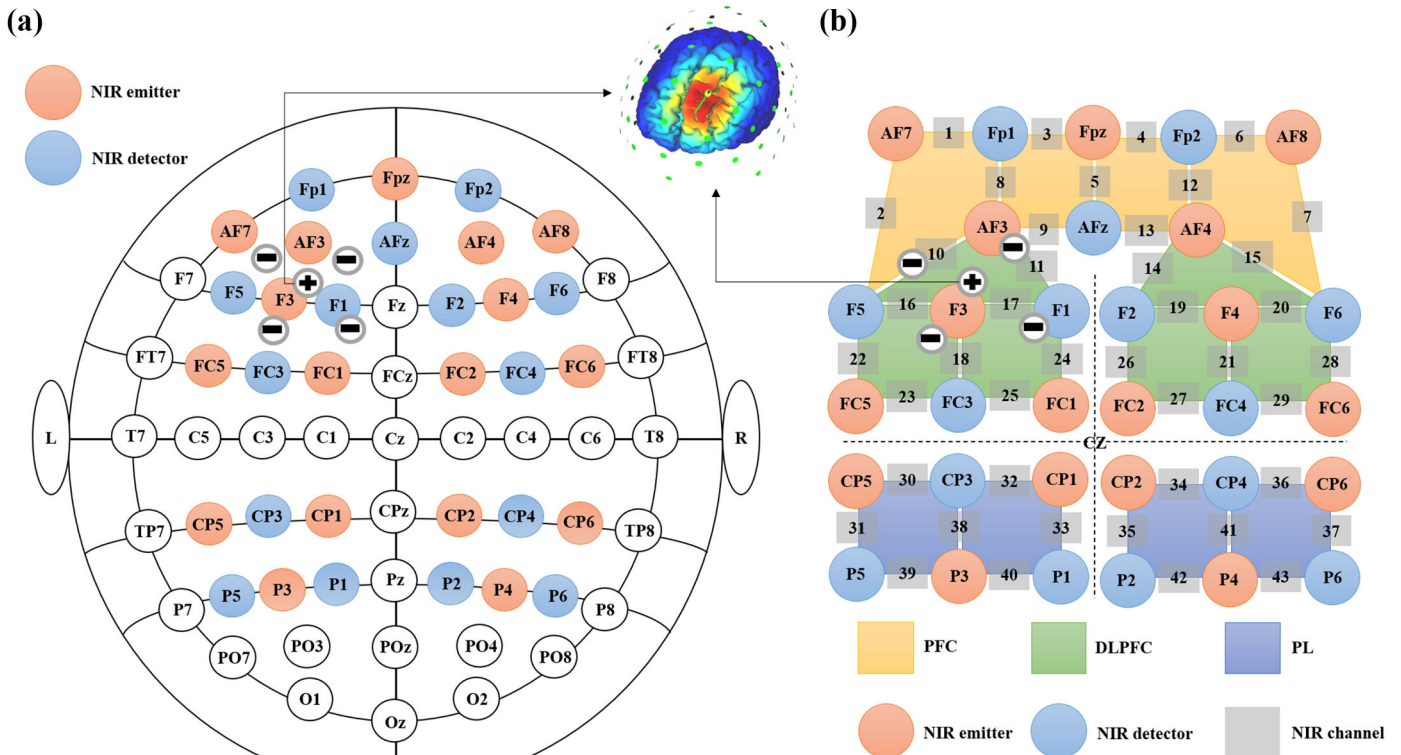 (a)
NIR emitter
NIR detector
Fpz
Fp1
Fp2
AF7
AF3
AFz
AF4
AF8
F7
F5
F3
F1
Fz
F2
F4
F6
F8
FT7
FC5
FC3
FC1
FCz
FC2
FC4
FC6
FT8
L
T7
C5
C3
C1
Cz
C2
C4
C6
T8
R
TP7
CP5
CP3
CP1
CPz
CP2
CP4
CP6
TP8
P7
P5
P3
P1
Pz
P2
P4
P6
P8
PO7
PO3
POz
PO4
PO8
O1
Oz
O2
(b)
AF7 1 Fp1 3 Fpz 4 Fp2 6 AF8
8 5 12
2 7
AF3 9 AFz 13 AF4
10 11 14 15
F5 16 F3 17 F1 F2 19 F4 20 F6
22 18 24 26 21 28
FC5 23 FC3 25 FC1 FC2 27 FC4 29 FC6
CZ
CP5 30 CP3 32 CP1 CP2 34 CP4 36 CP6
31 38 33 35 41 37
P5 39 P3 40 P1 P2 42 P4 43 P6
PFC DLPFC PL
NIR emitter NIR detector NIR channel